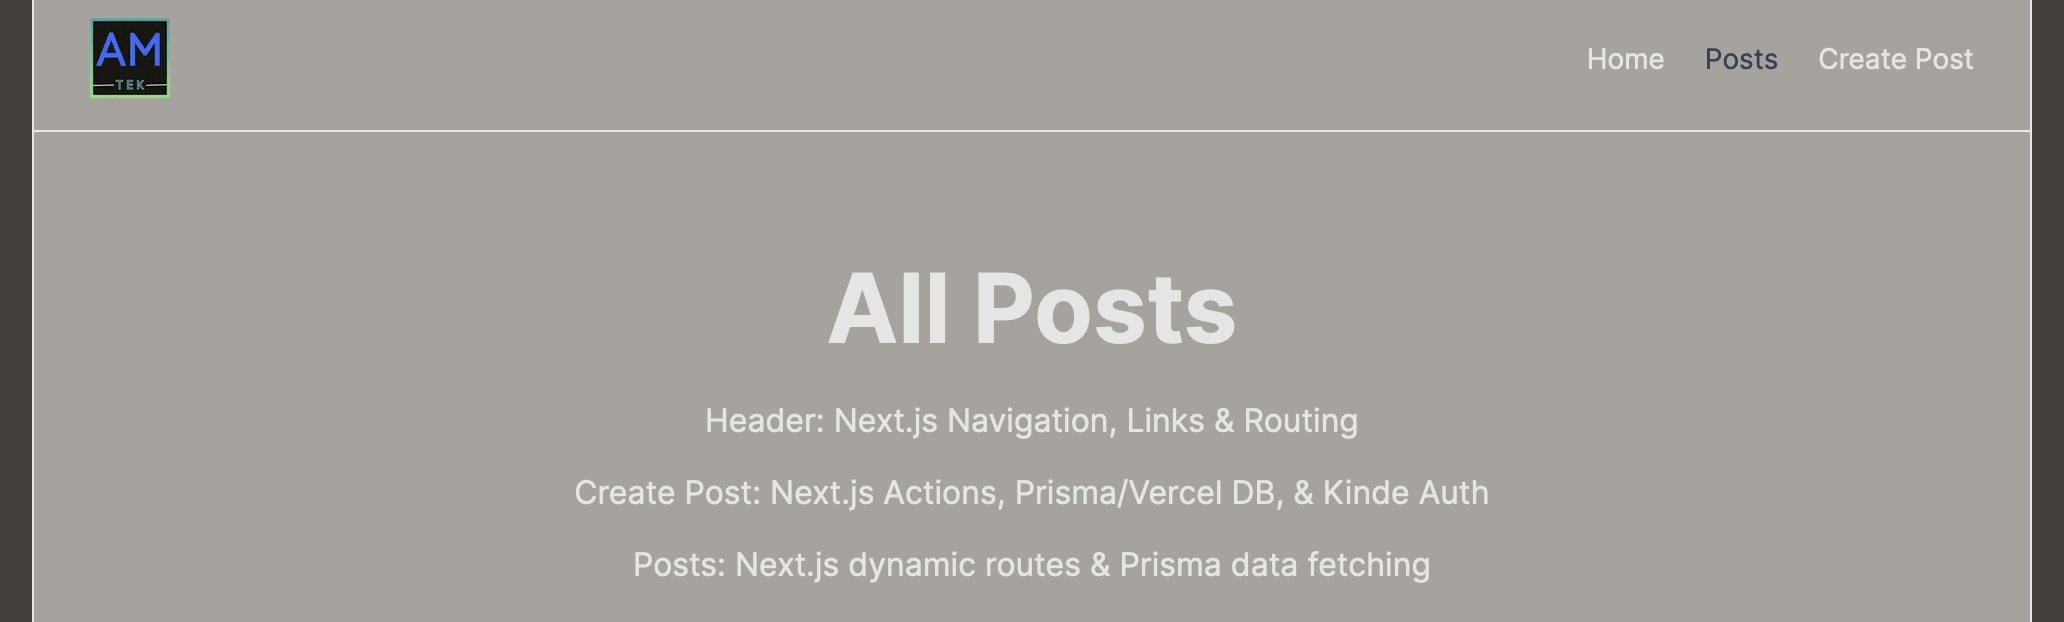 AM
TEK
Home Posts Create Post
All Posts
Header: Next.js Navigation, Links & Routing
Create Post: Next.js Actions, Prisma/Vercel DB, & Kinde Auth
Posts: Next.js dynamic routes & Prisma data fetching